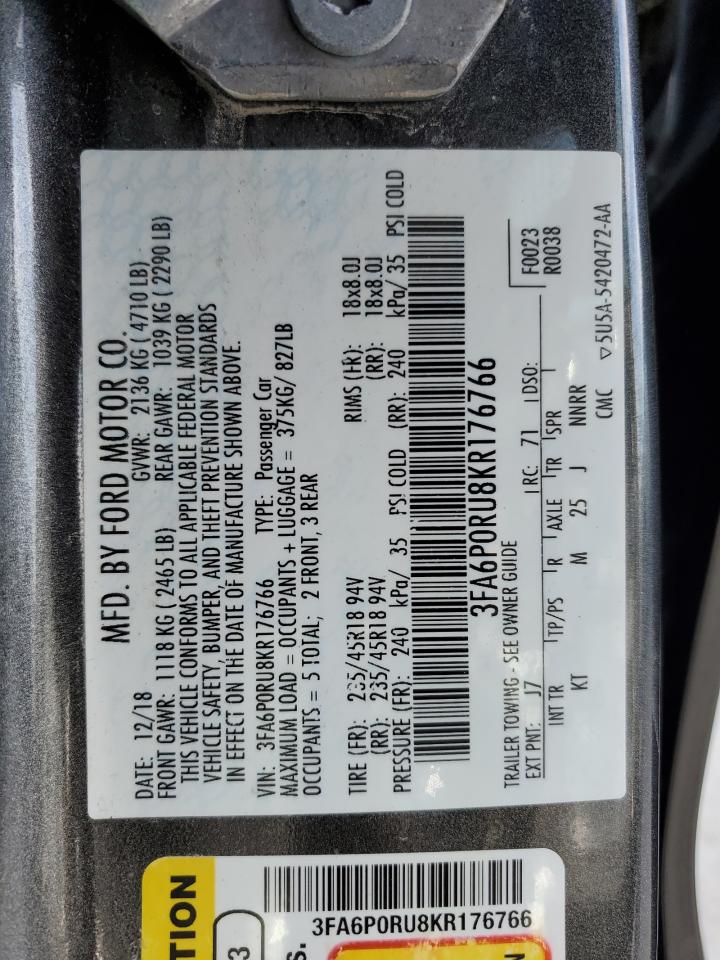 MFD. BY FORD MOTOR CO.
DATE: 12/18 GVWR: 2136 KG ( 4710 LB)
FRONT GAWR: 1118 KG ( 2465 LB) REAR GAWR: 1039 KG ( 2290 LB)
THIS VEHICLE CONFORMS TO ALL APPLICABLE FEDERAL MOTOR
VEHICLE SAFETY, BUMPER, AND THEFT PREVENTION STANDARDS
IN EFFECT ON THE DATE OF MANUFACTURE SHOWN ABOVE.
VIN: 3FA6P0RU8KR176766 TYPE: Passenger Car
MAXIMUM LOAD = OCCUPANTS + LUGGAGE = 375KG/ 827LB
OCCUPANTS = 5 TOTAL; 2 FRONT, 3 REAR
TIRE (FR): 235/45R18 94V RIMS (FR): 18x8.0J
(RR): 235/45R18 94V (RR): 18x8.0J
PRESSURE (FR): 240 kPa/ 35 PSI COLD (RR): 240 kPa/ 35 PSI COLD
3FA6P0RU8KR176766
TRAILER TOWING - SEE OWNER GUIDE
F0023
R0038
EXT PNT: J7 RC: 71 DSO:
INT TR TP/PS R AXLE TR SPR
KT M 25 J NNRR
CMC ▽5U5A-5420472-AA
TION
3
S.
3FA6P0RU8KR176766